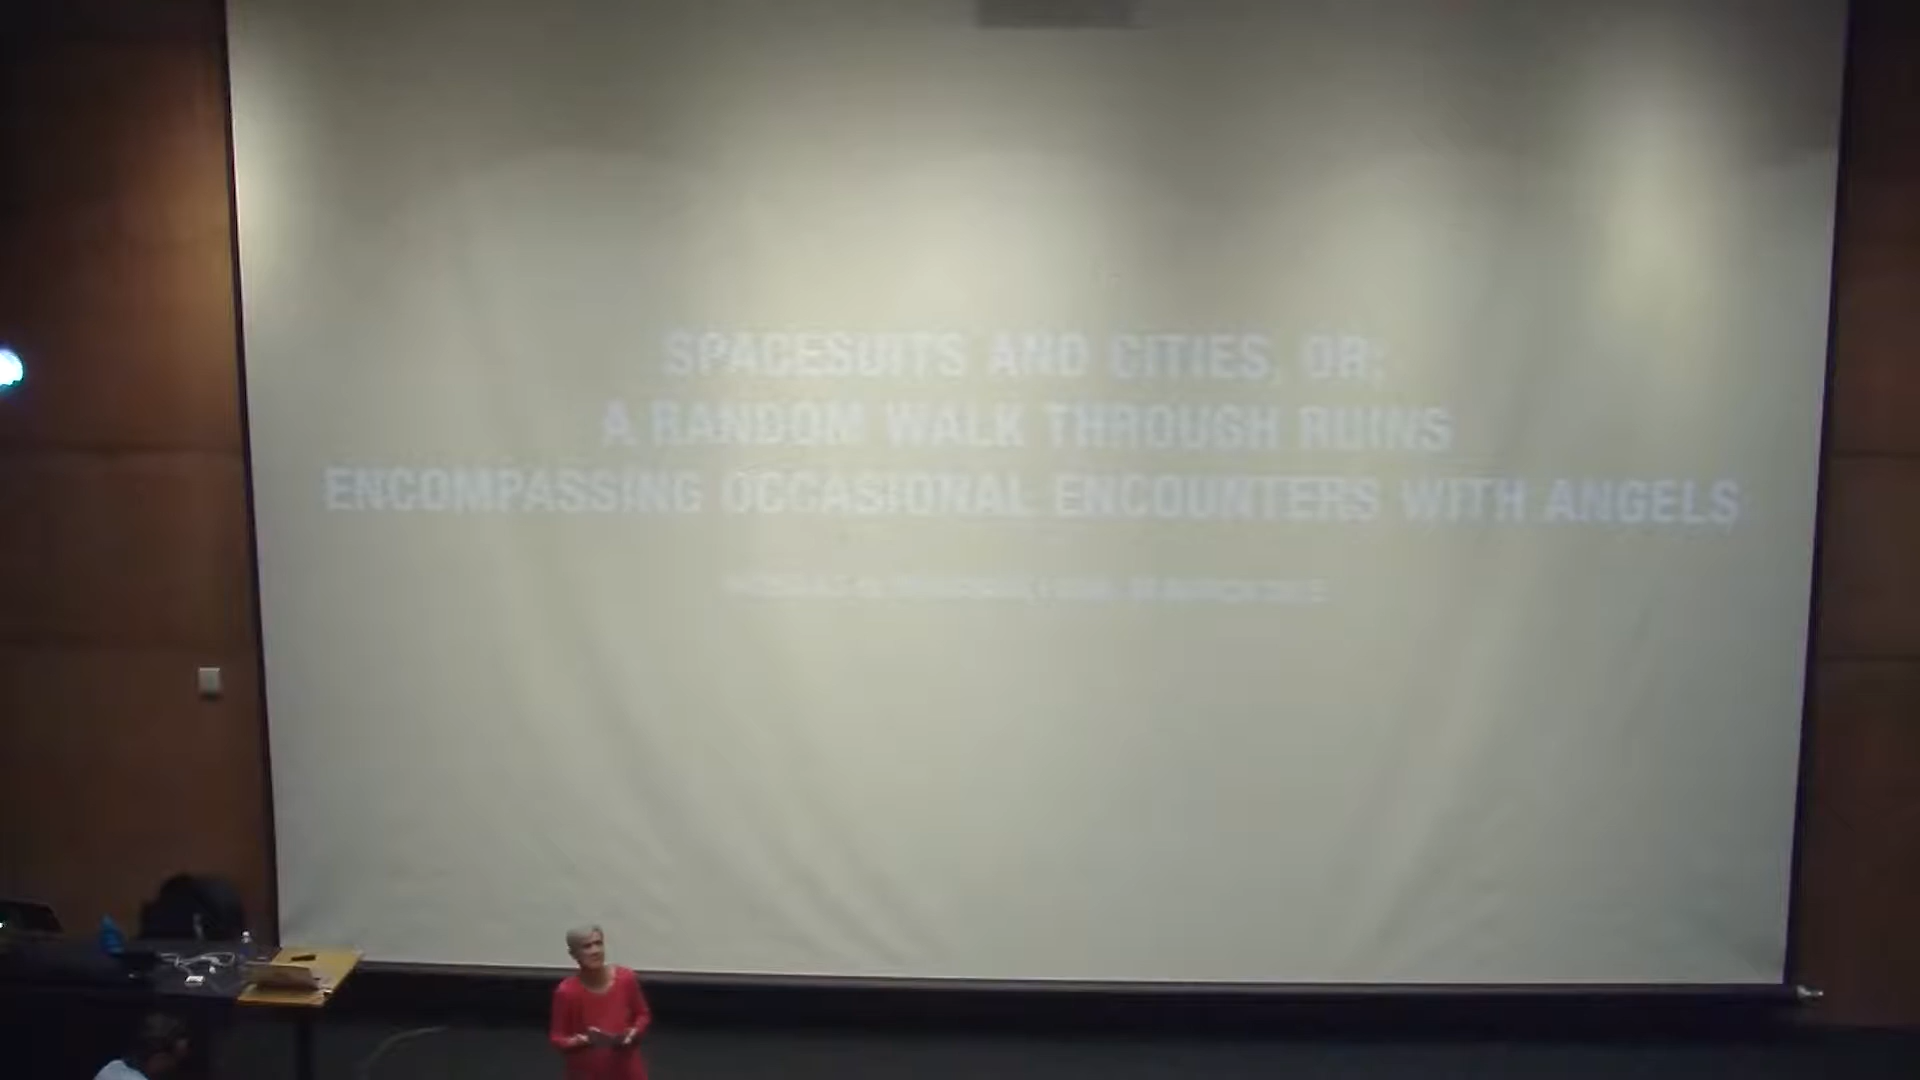 SPACESUITS AND CITIES, OR;
A RANDOM WALK THROUGH RUINS
ENCOMPASSING OCCASIONAL ENCOUNTERS WITH ANGELS